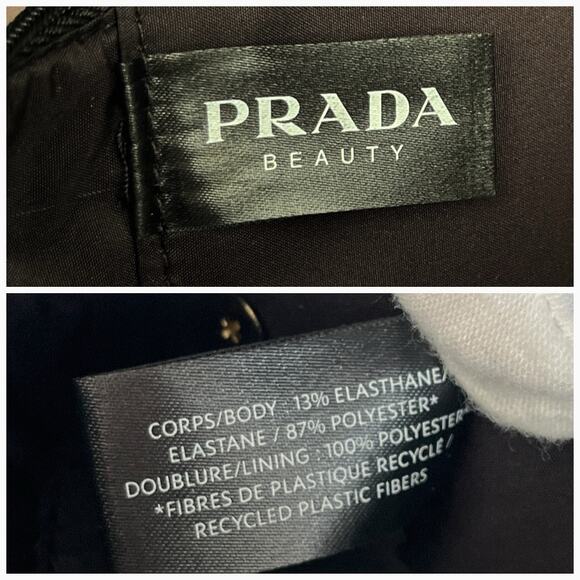 PRADA
BEAUTY
CORPS/BODY : 13% ELASTHANE/
ELASTANE / 87% POLYESTER*
DOUBLURE/LINING : 100% POLYESTER*
*FIBRES DE PLASTIQUE RECYCLÉ /
RECYCLED PLASTIC FIBERS